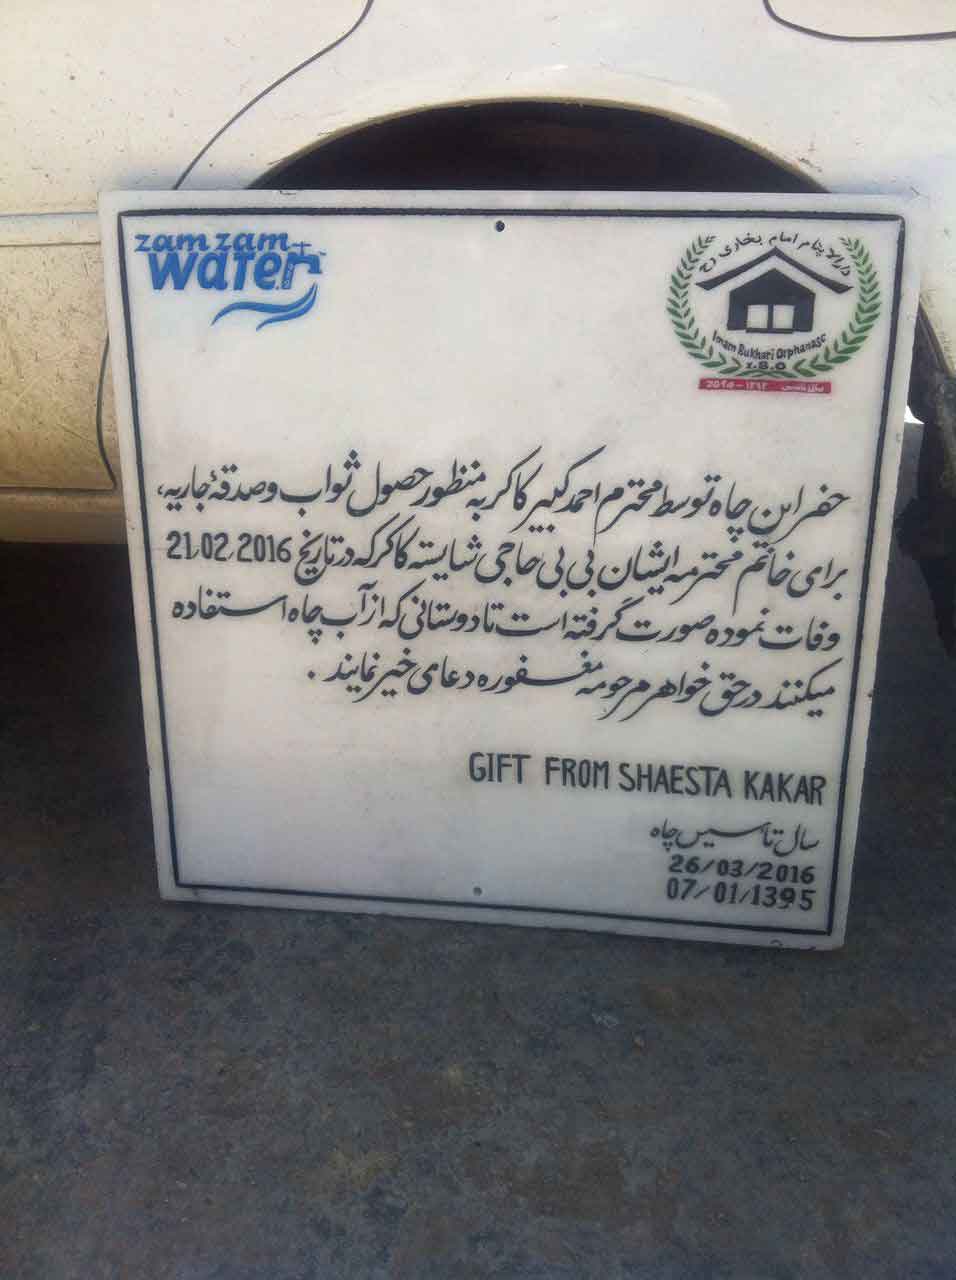 zam zam
water
دارالایتام امام بخاری رح
Imam Bukhari Orphanage
I.B.O
حفر این چاه توسط محترم احمد کبیر کاکر به منظور حصول ثواب و صدقهٔ جاریه،
برای خانم محترمه ایشان بی بی حاجی شایسته کاکر که در تاریخ 21،02،2016
وفات نموده صورت گرفته است تا دوستانی که از آب چاه استفاده
میکنند در حق خواهر مرحومه مغفوره دعای خیر نمایند.
GIFT FROM SHAESTA KAKAR
سال تاسیس چاه
26/03/2016
07/01/1395